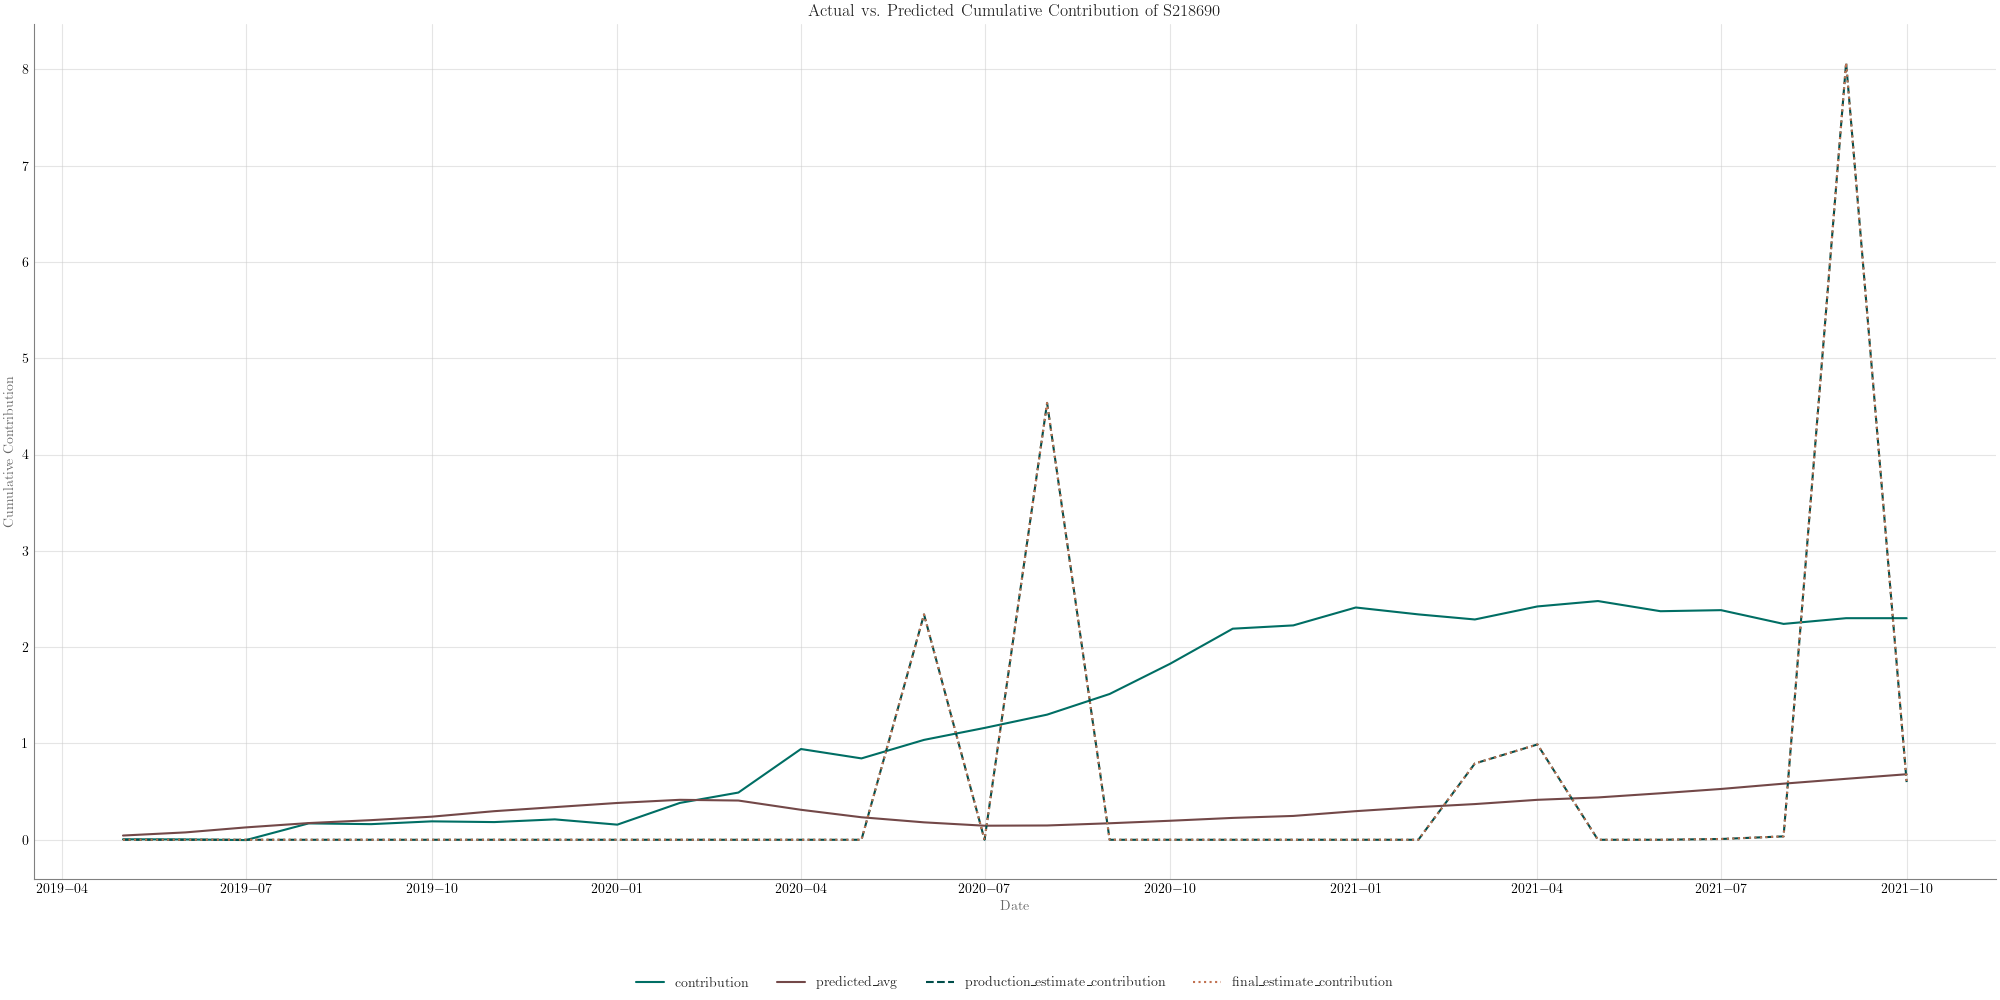 Actual vs. Predicted Cumulative Contribution of S218690
8
7
6
5
4
3
2
1
0
Cumulative Contribution
2019−04 2019−07 2019−10 2020−01 2020−04 2020−07 2020−10 2021−01 2021−04 2021−07 2021−10
Date
contribution predicted_avg production_estimate_contribution final_estimate_contribution